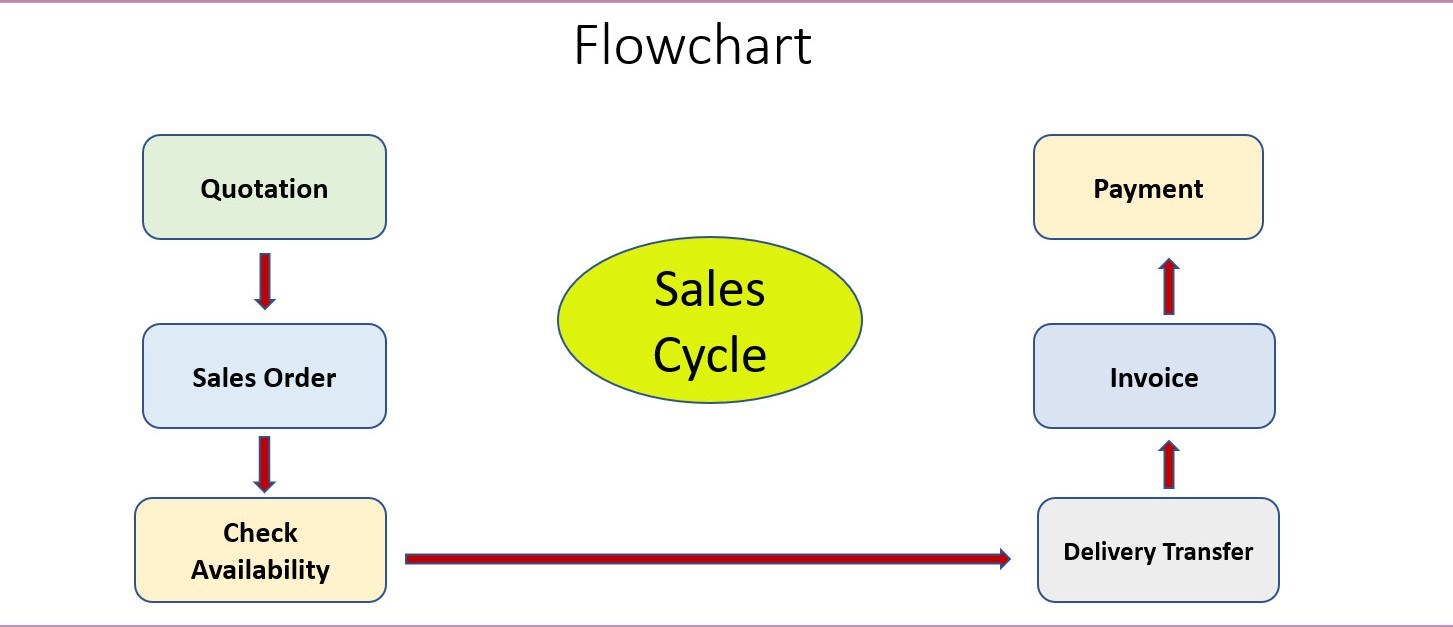 Flowchart
Quotation
Sales Order
Check
Availability
Sales
Cycle
Payment
Invoice
Delivery Transfer